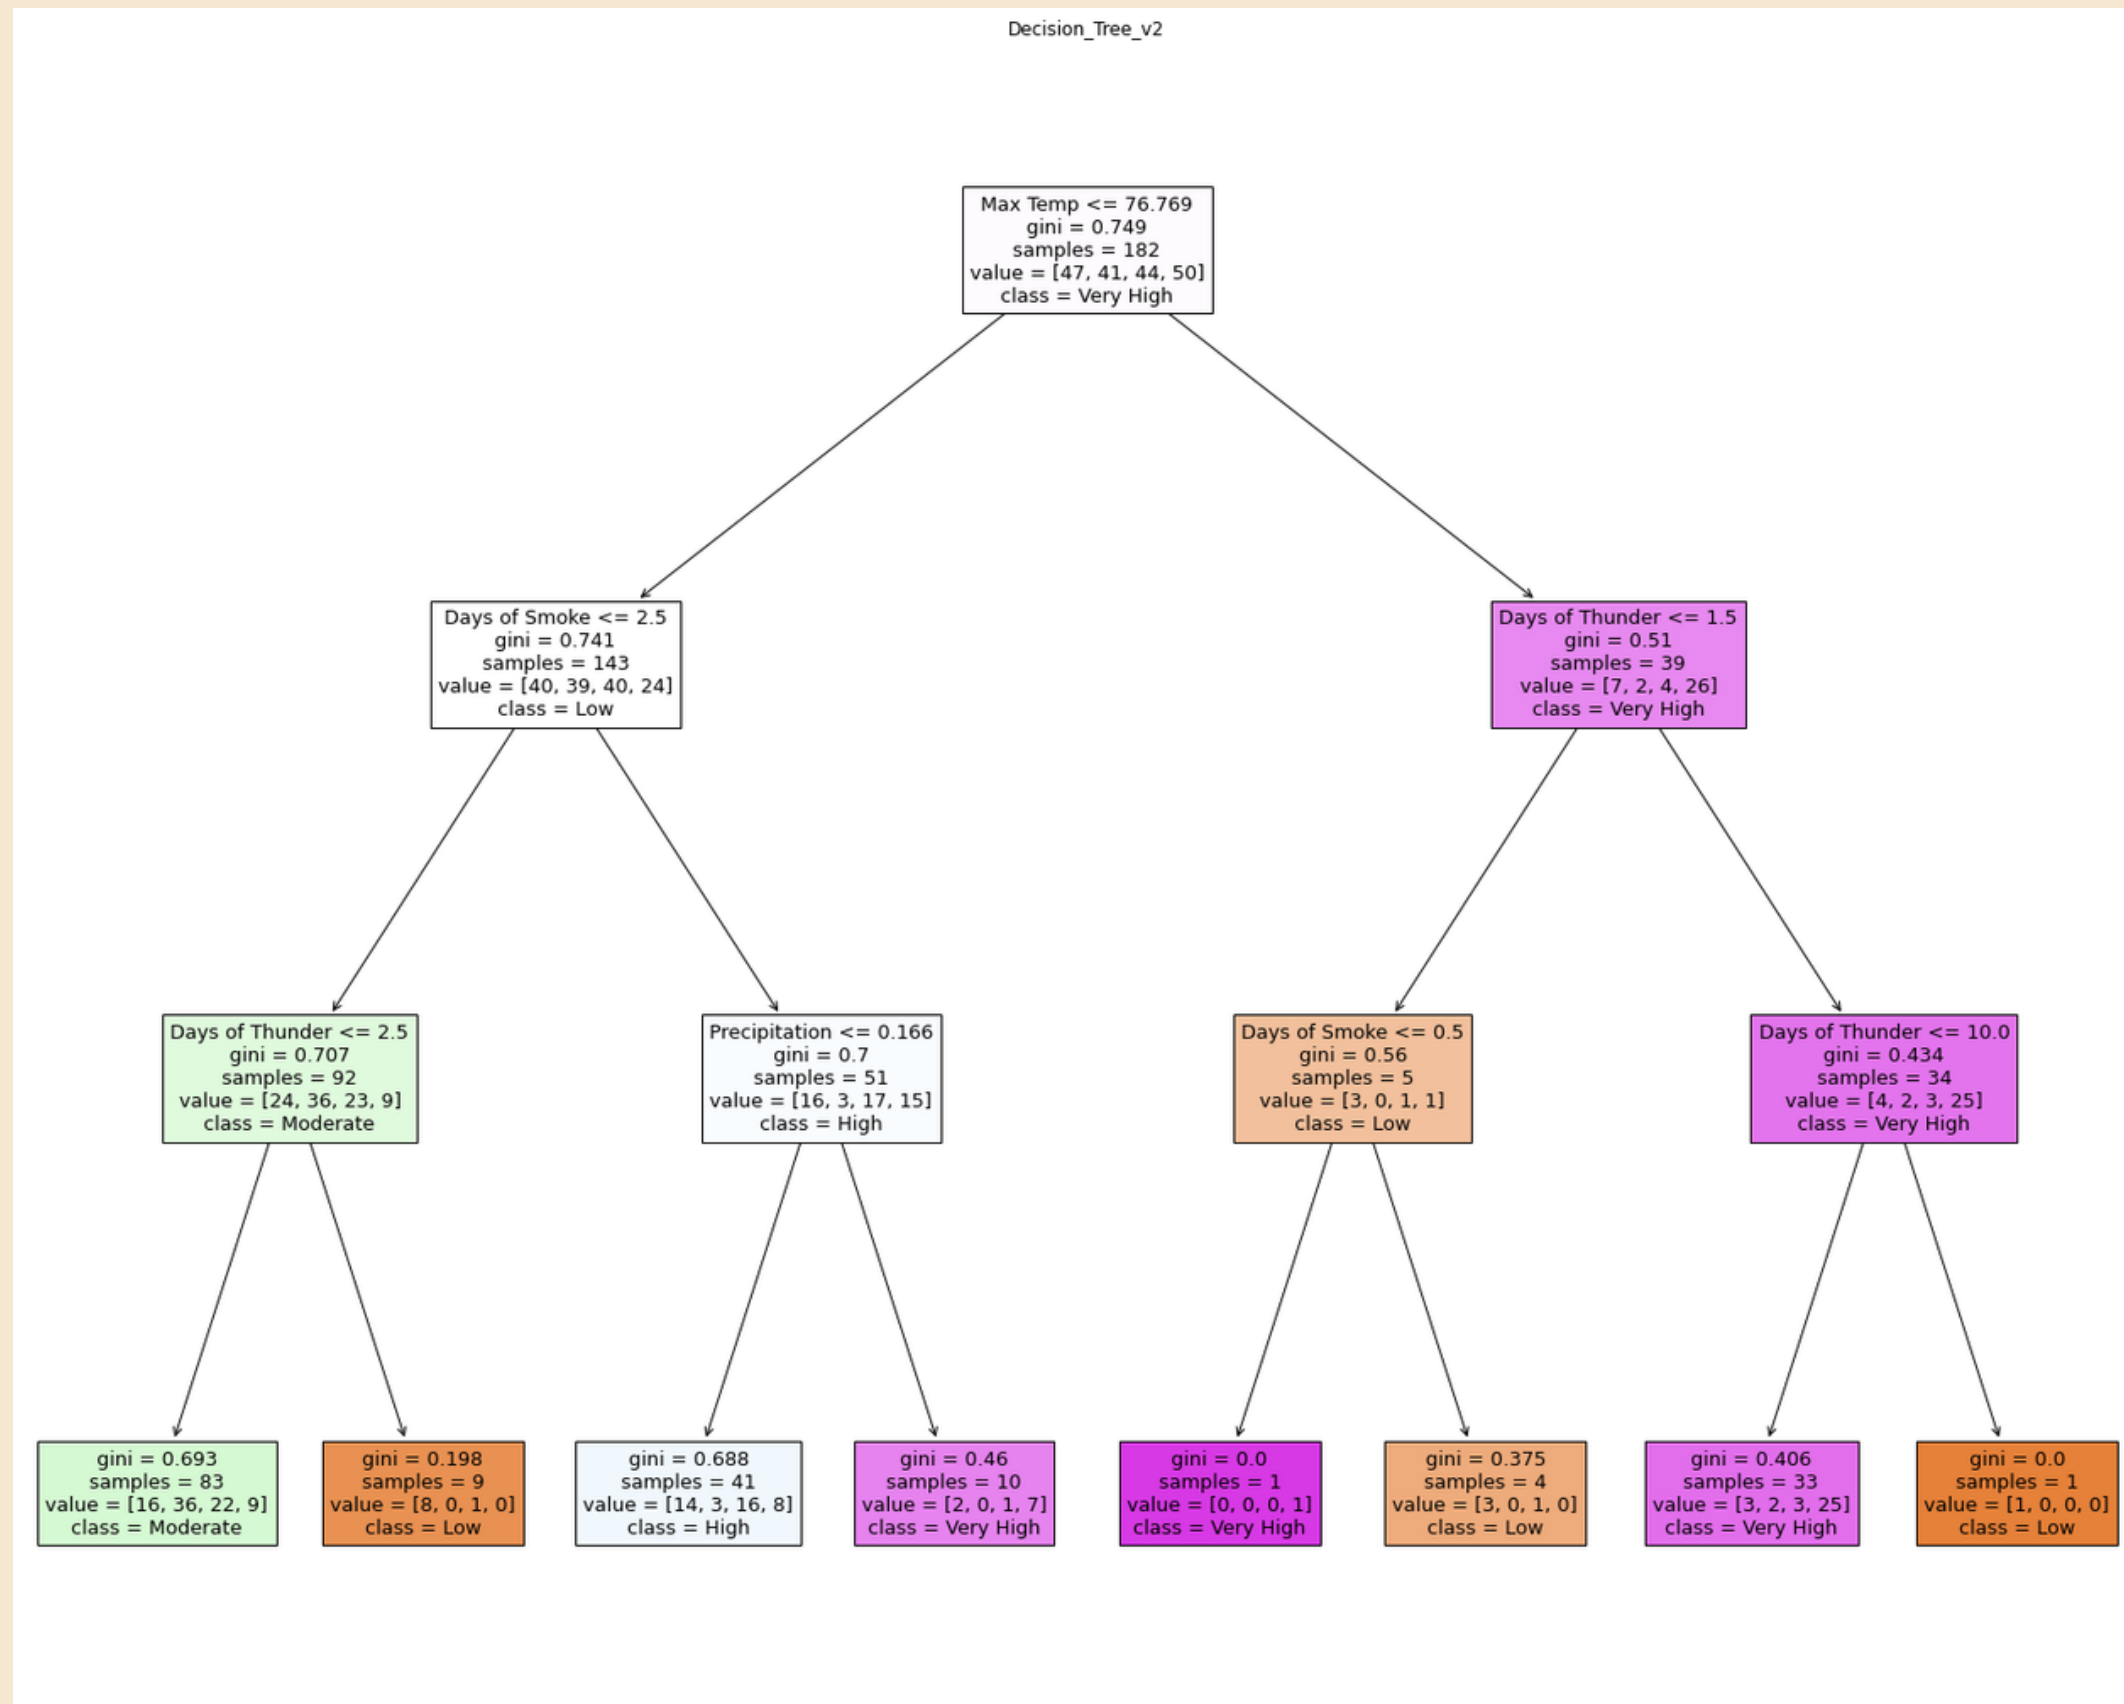 Decision_Tree_v2
Max Temp <= 76.769
gini = 0.749
samples = 182
value = [47, 41, 44, 50]
class = Very High
Days of Smoke <= 2.5
gini = 0.741
samples = 143
value = [40, 39, 40, 24]
class = Low
Days of Thunder <= 1.5
gini = 0.51
samples = 39
value = [7, 2, 4, 26]
class = Very High
Days of Thunder <= 2.5
gini = 0.707
samples = 92
value = [24, 36, 23, 9]
class = Moderate
Precipitation <= 0.166
gini = 0.7
samples = 51
value = [16, 3, 17, 15]
class = High
Days of Smoke <= 0.5
gini = 0.56
samples = 5
value = [3, 0, 1, 1]
class = Low
Days of Thunder <= 10.0
gini = 0.434
samples = 34
value = [4, 2, 3, 25]
class = Very High
gini = 0.693
samples = 83
value = [16, 36, 22, 9]
class = Moderate
gini = 0.198
samples = 9
value = [8, 0, 1, 0]
class = Low
gini = 0.688
samples = 41
value = [14, 3, 16, 8]
class = High
gini = 0.46
samples = 10
value = [2, 0, 1, 7]
class = Very High
gini = 0.0
samples = 1
value = [0, 0, 0, 1]
class = Very High
gini = 0.375
samples = 4
value = [3, 0, 1, 0]
class = Low
gini = 0.406
samples = 33
value = [3, 2, 3, 25]
class = Very High
gini = 0.0
samples = 1
value = [1, 0, 0, 0]
class = Low